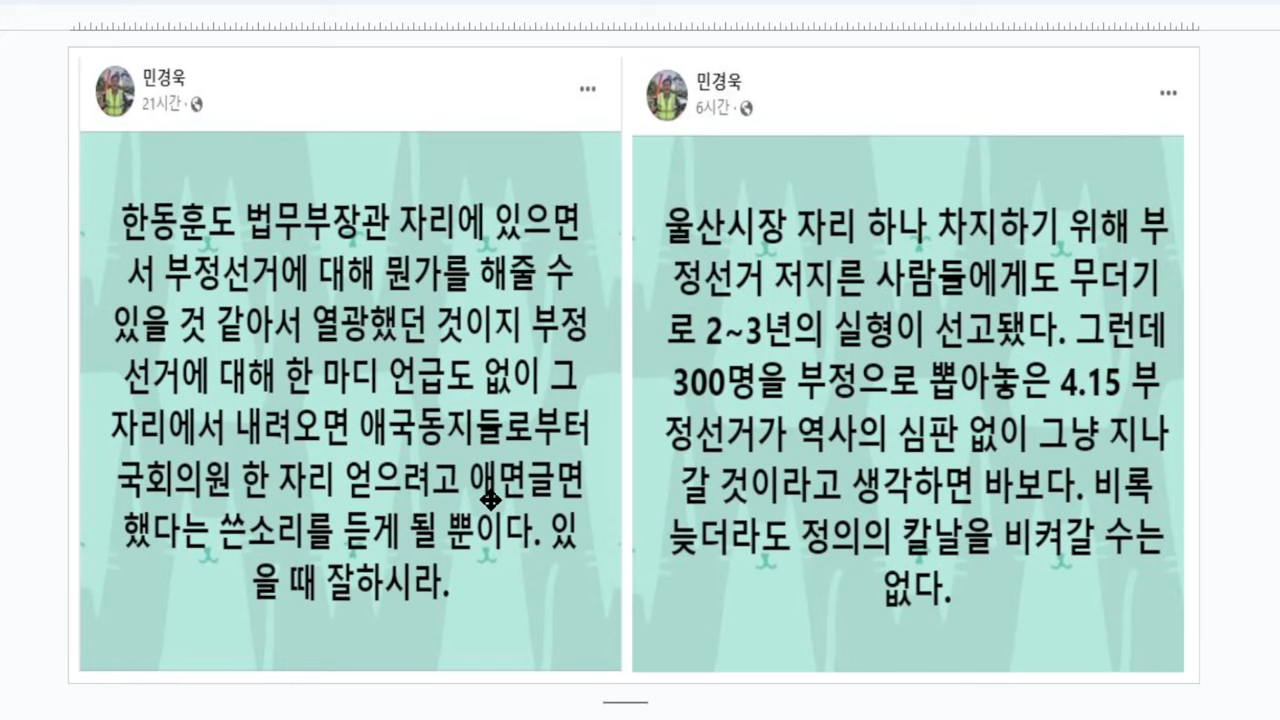 민경욱
21시간 ·
한동훈도 법무부장관 자리에 있으면
서 부정선거에 대해 뭔가를 해줄 수
있을 것 같아서 열광했던 것이지 부정
선거에 대해 한 마디 언급도 없이 그
자리에서 내려오면 애국동지들로부터
국회의원 한 자리 얻으려고 애면글면
했다는 쓴소리를 듣게 될 뿐이다. 있
을 때 잘하시라.
민경욱
6시간 ·
울산시장 자리 하나 차지하기 위해 부
정선거 저지른 사람들에게도 무더기
로 2~3년의 실형이 선고됐다. 그런데
300명을 부정으로 뽑아놓은 4.15 부
정선거가 역사의 심판 없이 그냥 지나
갈 것이라고 생각하면 바보다. 비록
늦더라도 정의의 칼날을 비켜갈 수는
없다.